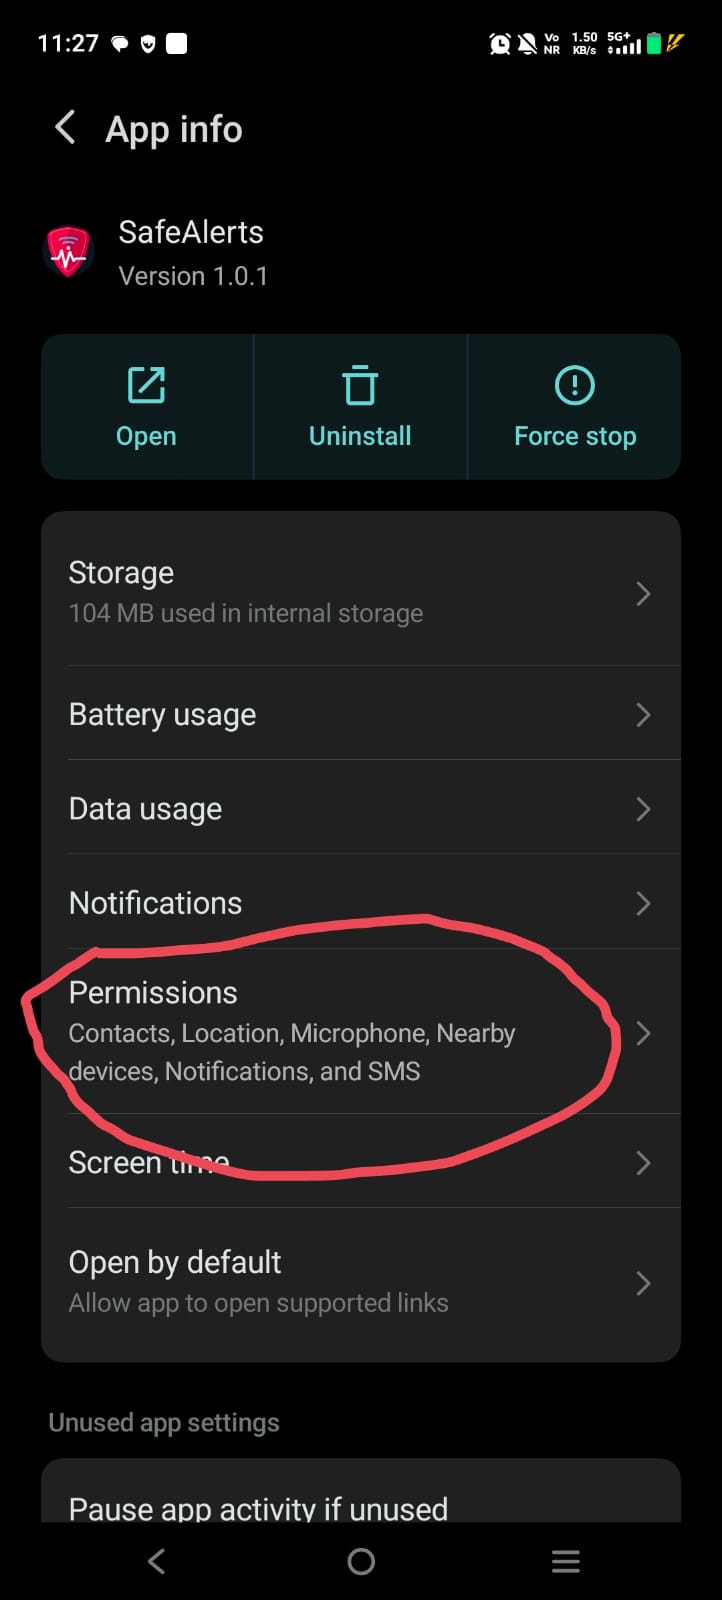 11:27
Vo NR 1.50 KB/s 5G+
App info
SafeAlerts
Version 1.0.1
Open Uninstall Force stop
Storage
104 MB used in internal storage
Battery usage
Data usage
Notifications
Permissions
Contacts, Location, Microphone, Nearby
devices, Notifications, and SMS
Screen time
Open by default
Allow app to open supported links
Unused app settings
Pause app activity if unused